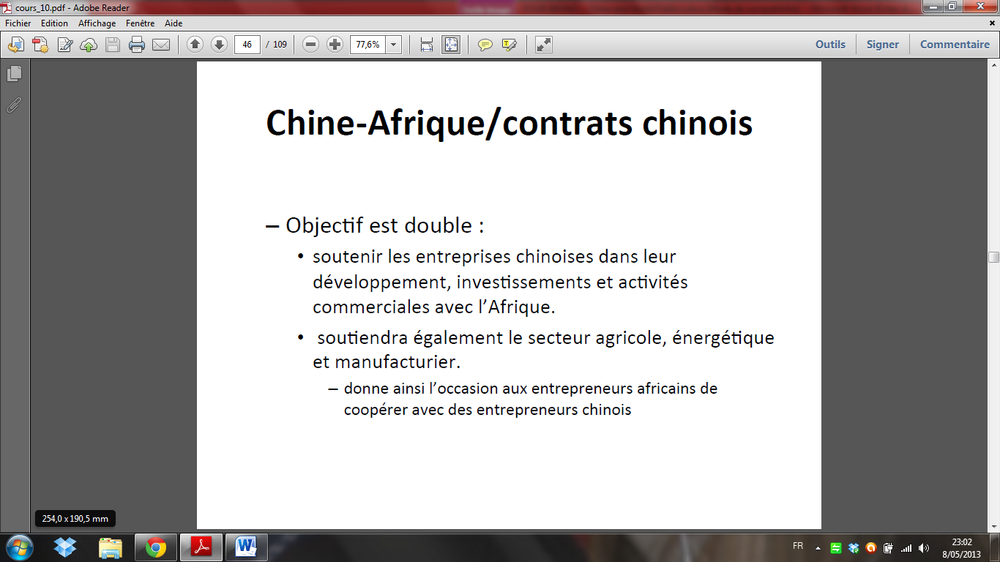 cours_10.pdf - Adobe Reader
Fichier Edition Affichage Fenêtre Aide
46 / 109 77,6% Outils Signer Commentaire
Chine-Afrique/contrats chinois
– Objectif est double :
• soutenir les entreprises chinoises dans leur
développement, investissements et activités
commerciales avec l’Afrique.
• soutiendra également le secteur agricole, énergétique
et manufacturier.
– donne ainsi l’occasion aux entrepreneurs africains de
coopérer avec des entrepreneurs chinois
254,0 x 190,5 mm
FR 23:02
8/05/2013